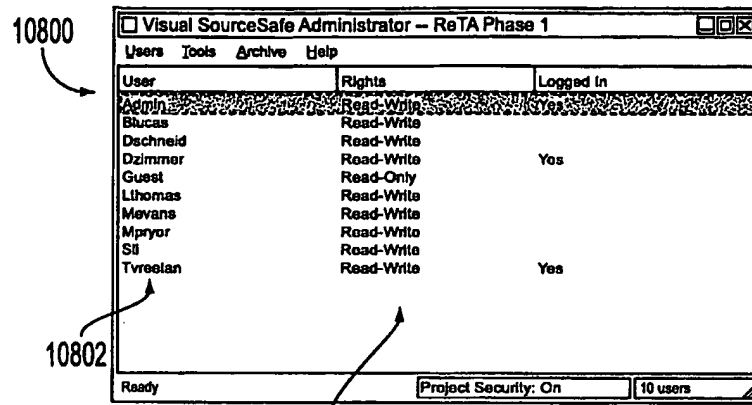 10800
Visual SourceSafe Administrator – ReTA Phase 1
Users Tools Archive Help
User Rights Logged In
Admin Read-Write Yes
Blucas Read-Write
Dschneid Read-Write
Dzimmer Read-Write Yes
Guest Read-Only
Lthomas Read-Write
Mevans Read-Write
Mpryor Read-Write
Sli Read-Write
Tvreelan Read-Write Yes
10802
Ready Project Security: On 10 users